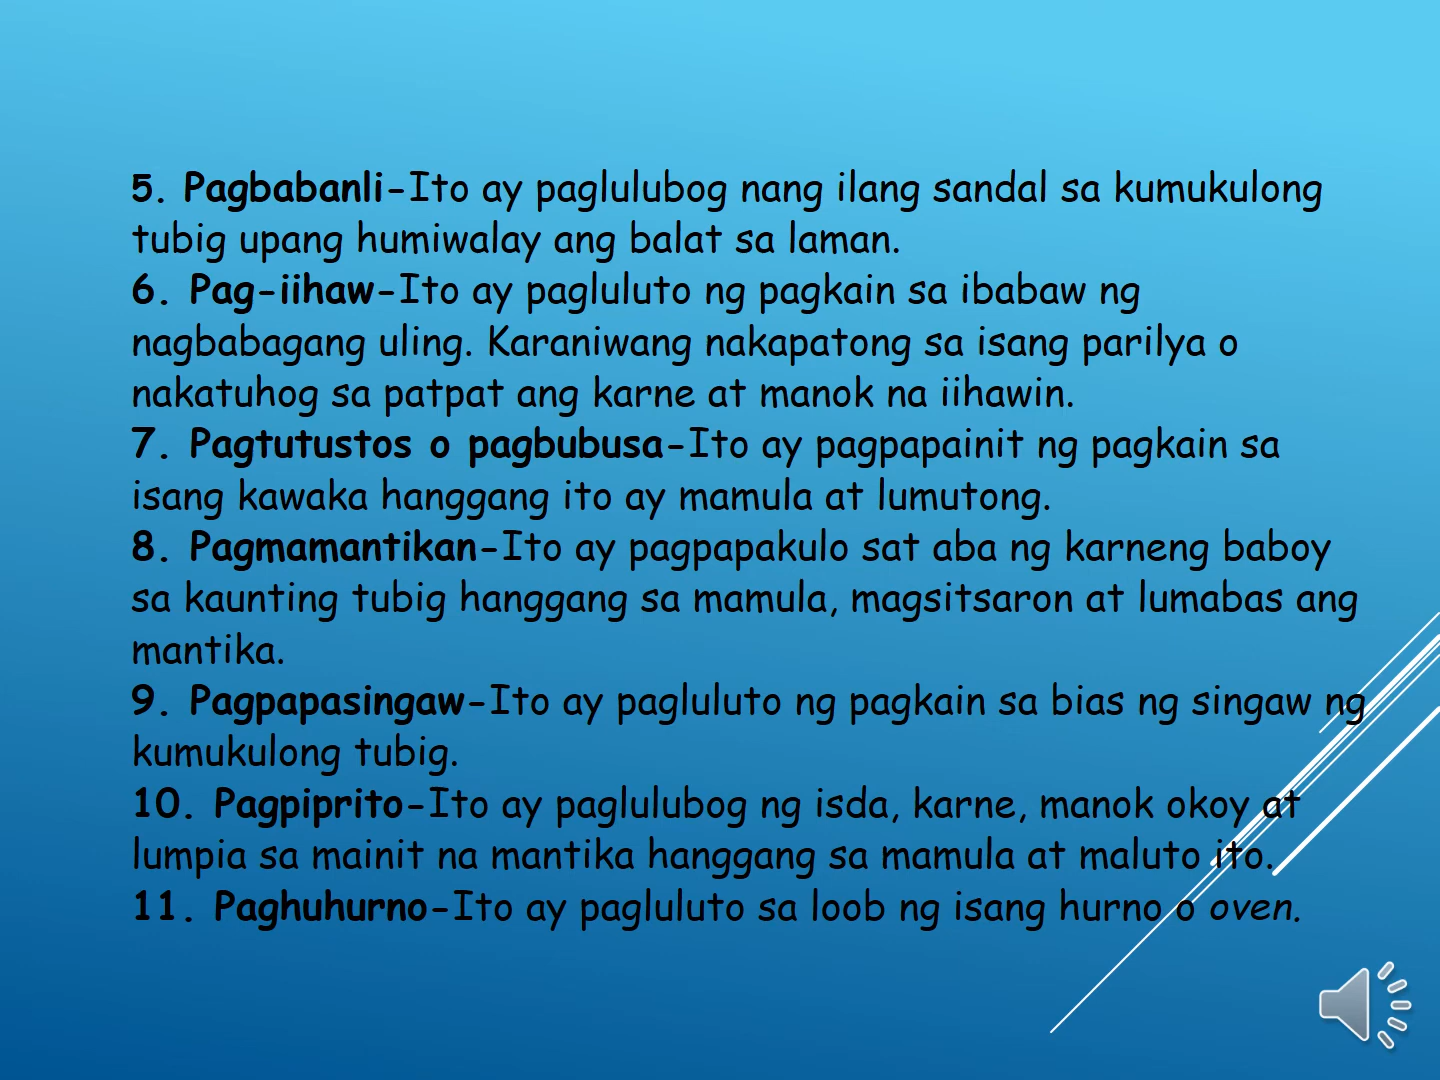 5. Pagbabanli-Ito ay paglulubog nang ilang sandal sa kumukulong
tubig upang humiwalay ang balat sa laman.
6. Pag-iihaw-Ito ay pagluluto ng pagkain sa ibabaw ng
nagbabagang uling. Karaniwang nakapatong sa isang parilya o
nakatuhog sa patpat ang karne at manok na iihawin.
7. Pagtutustos o pagbubusa-Ito ay pagpapainit ng pagkain sa
isang kawaka hanggang ito ay mamula at lumutong.
8. Pagmamantikan-Ito ay pagpapakulo sat aba ng karneng baboy
sa kaunting tubig hanggang sa mamula, magsitsaron at lumabas ang
mantika.
9. Pagpapasingaw-Ito ay pagluluto ng pagkain sa bias ng singaw ng
kumukulong tubig.
10. Pagpiprito-Ito ay paglulubog ng isda, karne, manok okoy at
lumpia sa mainit na mantika hanggang sa mamula at maluto ito.
11. Paghuhurno-Ito ay pagluluto sa loob ng isang hurno o oven.